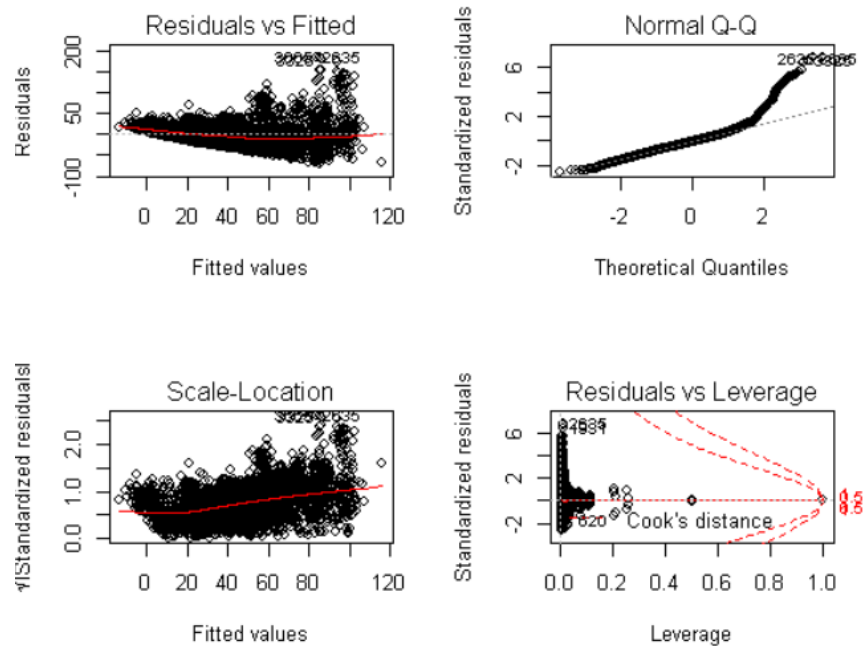 Residuals vs Fitted
Residuals
200
50
-100
0 20 40 60 80 120
Fitted values
Normal Q-Q
Standardized residuals
6
2
-2
-2 0 2
Theoretical Quantiles
Scale-Location
√|Standardized residuals|
2.0
1.0
0.0
0 20 40 60 80 120
Fitted values
Residuals vs Leverage
Standardized residuals
6
2
-2
620
Cook's distance
0.5
0.5
0.0 0.2 0.4 0.6 0.8 1.0
Leverage